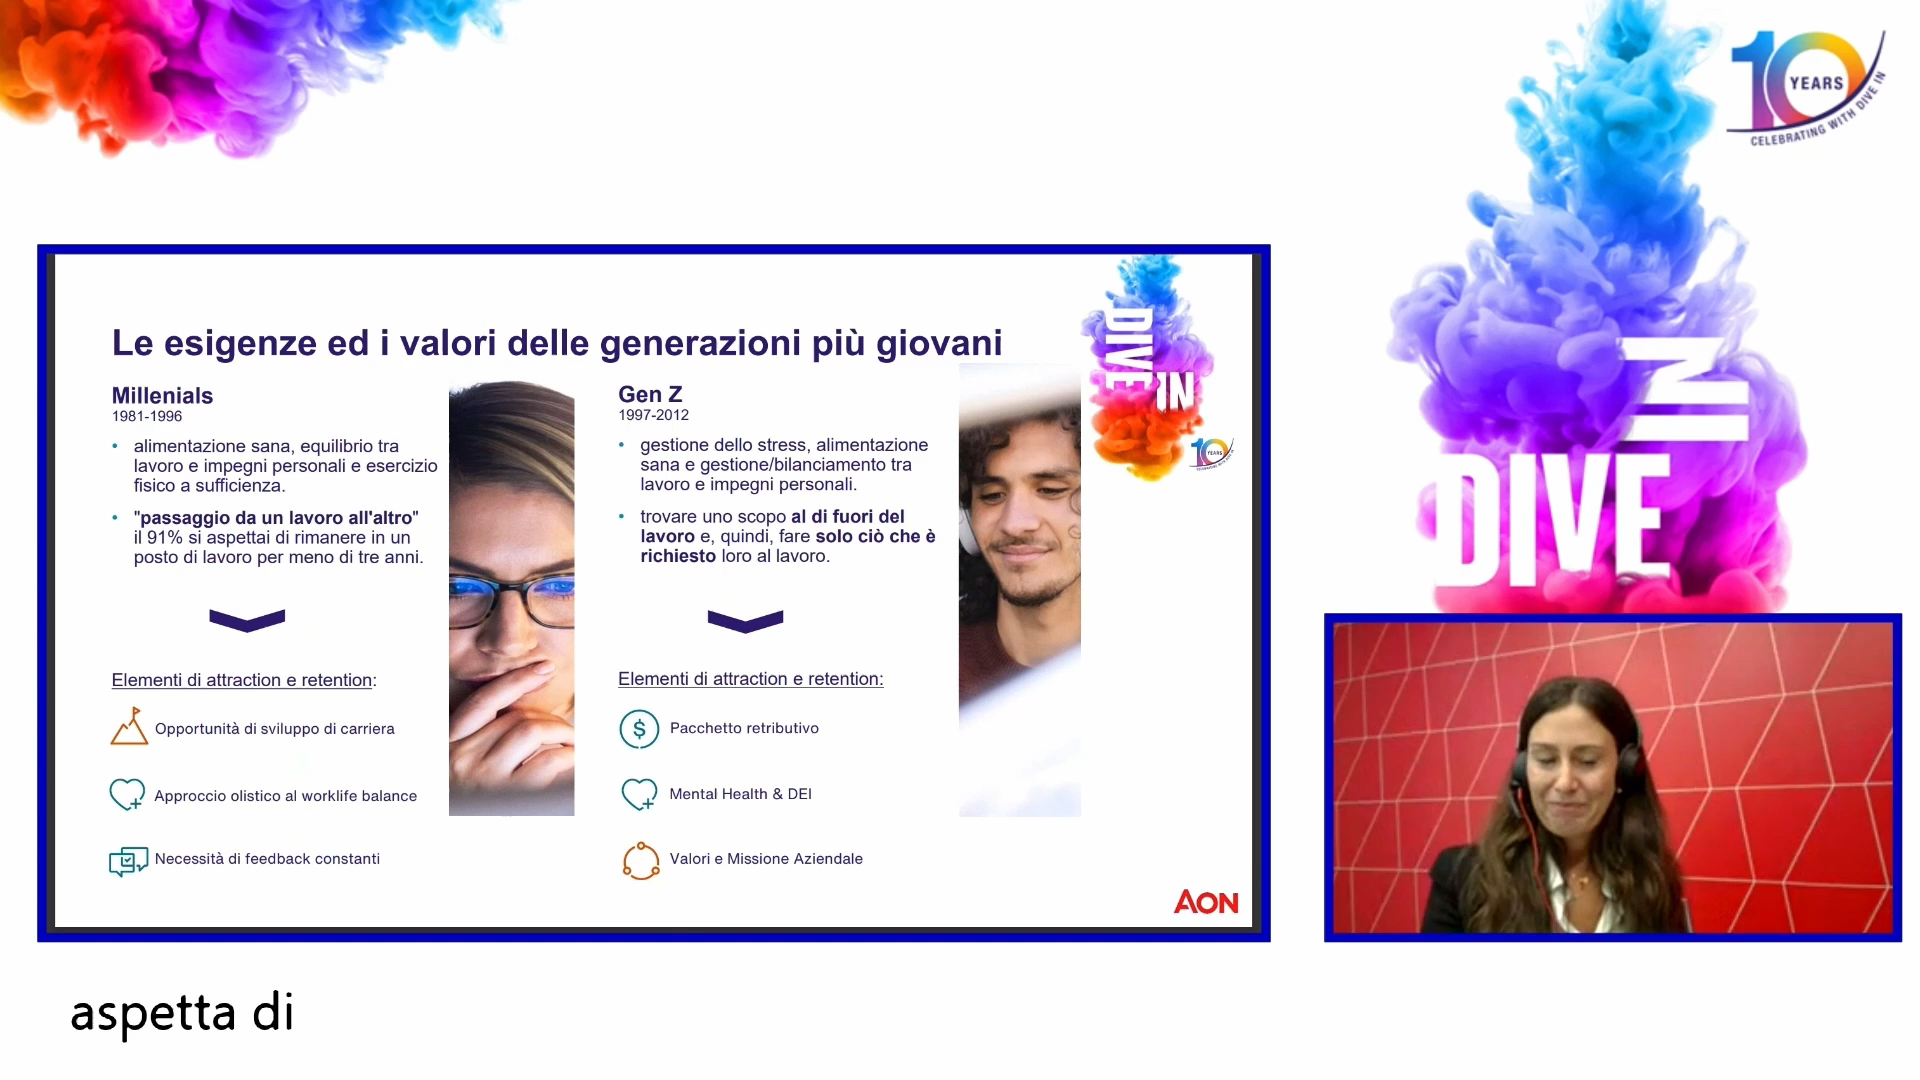 10 YEARS
CELEBRATING WITH DIVE IN
DIVE IN
Le esigenze ed i valori delle generazioni più giovani
DIVE IN
10 YEARS
Millenials
1981-1996
• alimentazione sana, equilibrio tra
lavoro e impegni personali e esercizio
fisico a sufficienza.
• "passaggio da un lavoro all'altro"
il 91% si aspettai di rimanere in un
posto di lavoro per meno di tre anni.
Elementi di attraction e retention:
Opportunità di sviluppo di carriera
Approccio olistico al worklife balance
Necessità di feedback constanti
Gen Z
1997-2012
• gestione dello stress, alimentazione
sana e gestione/bilanciamento tra
lavoro e impegni personali.
• trovare uno scopo al di fuori del
lavoro e, quindi, fare solo ciò che è
richiesto loro al lavoro.
Elementi di attraction e retention:
$
Pacchetto retributivo
Mental Health & DEI
Valori e Missione Aziendale
AON
aspetta di